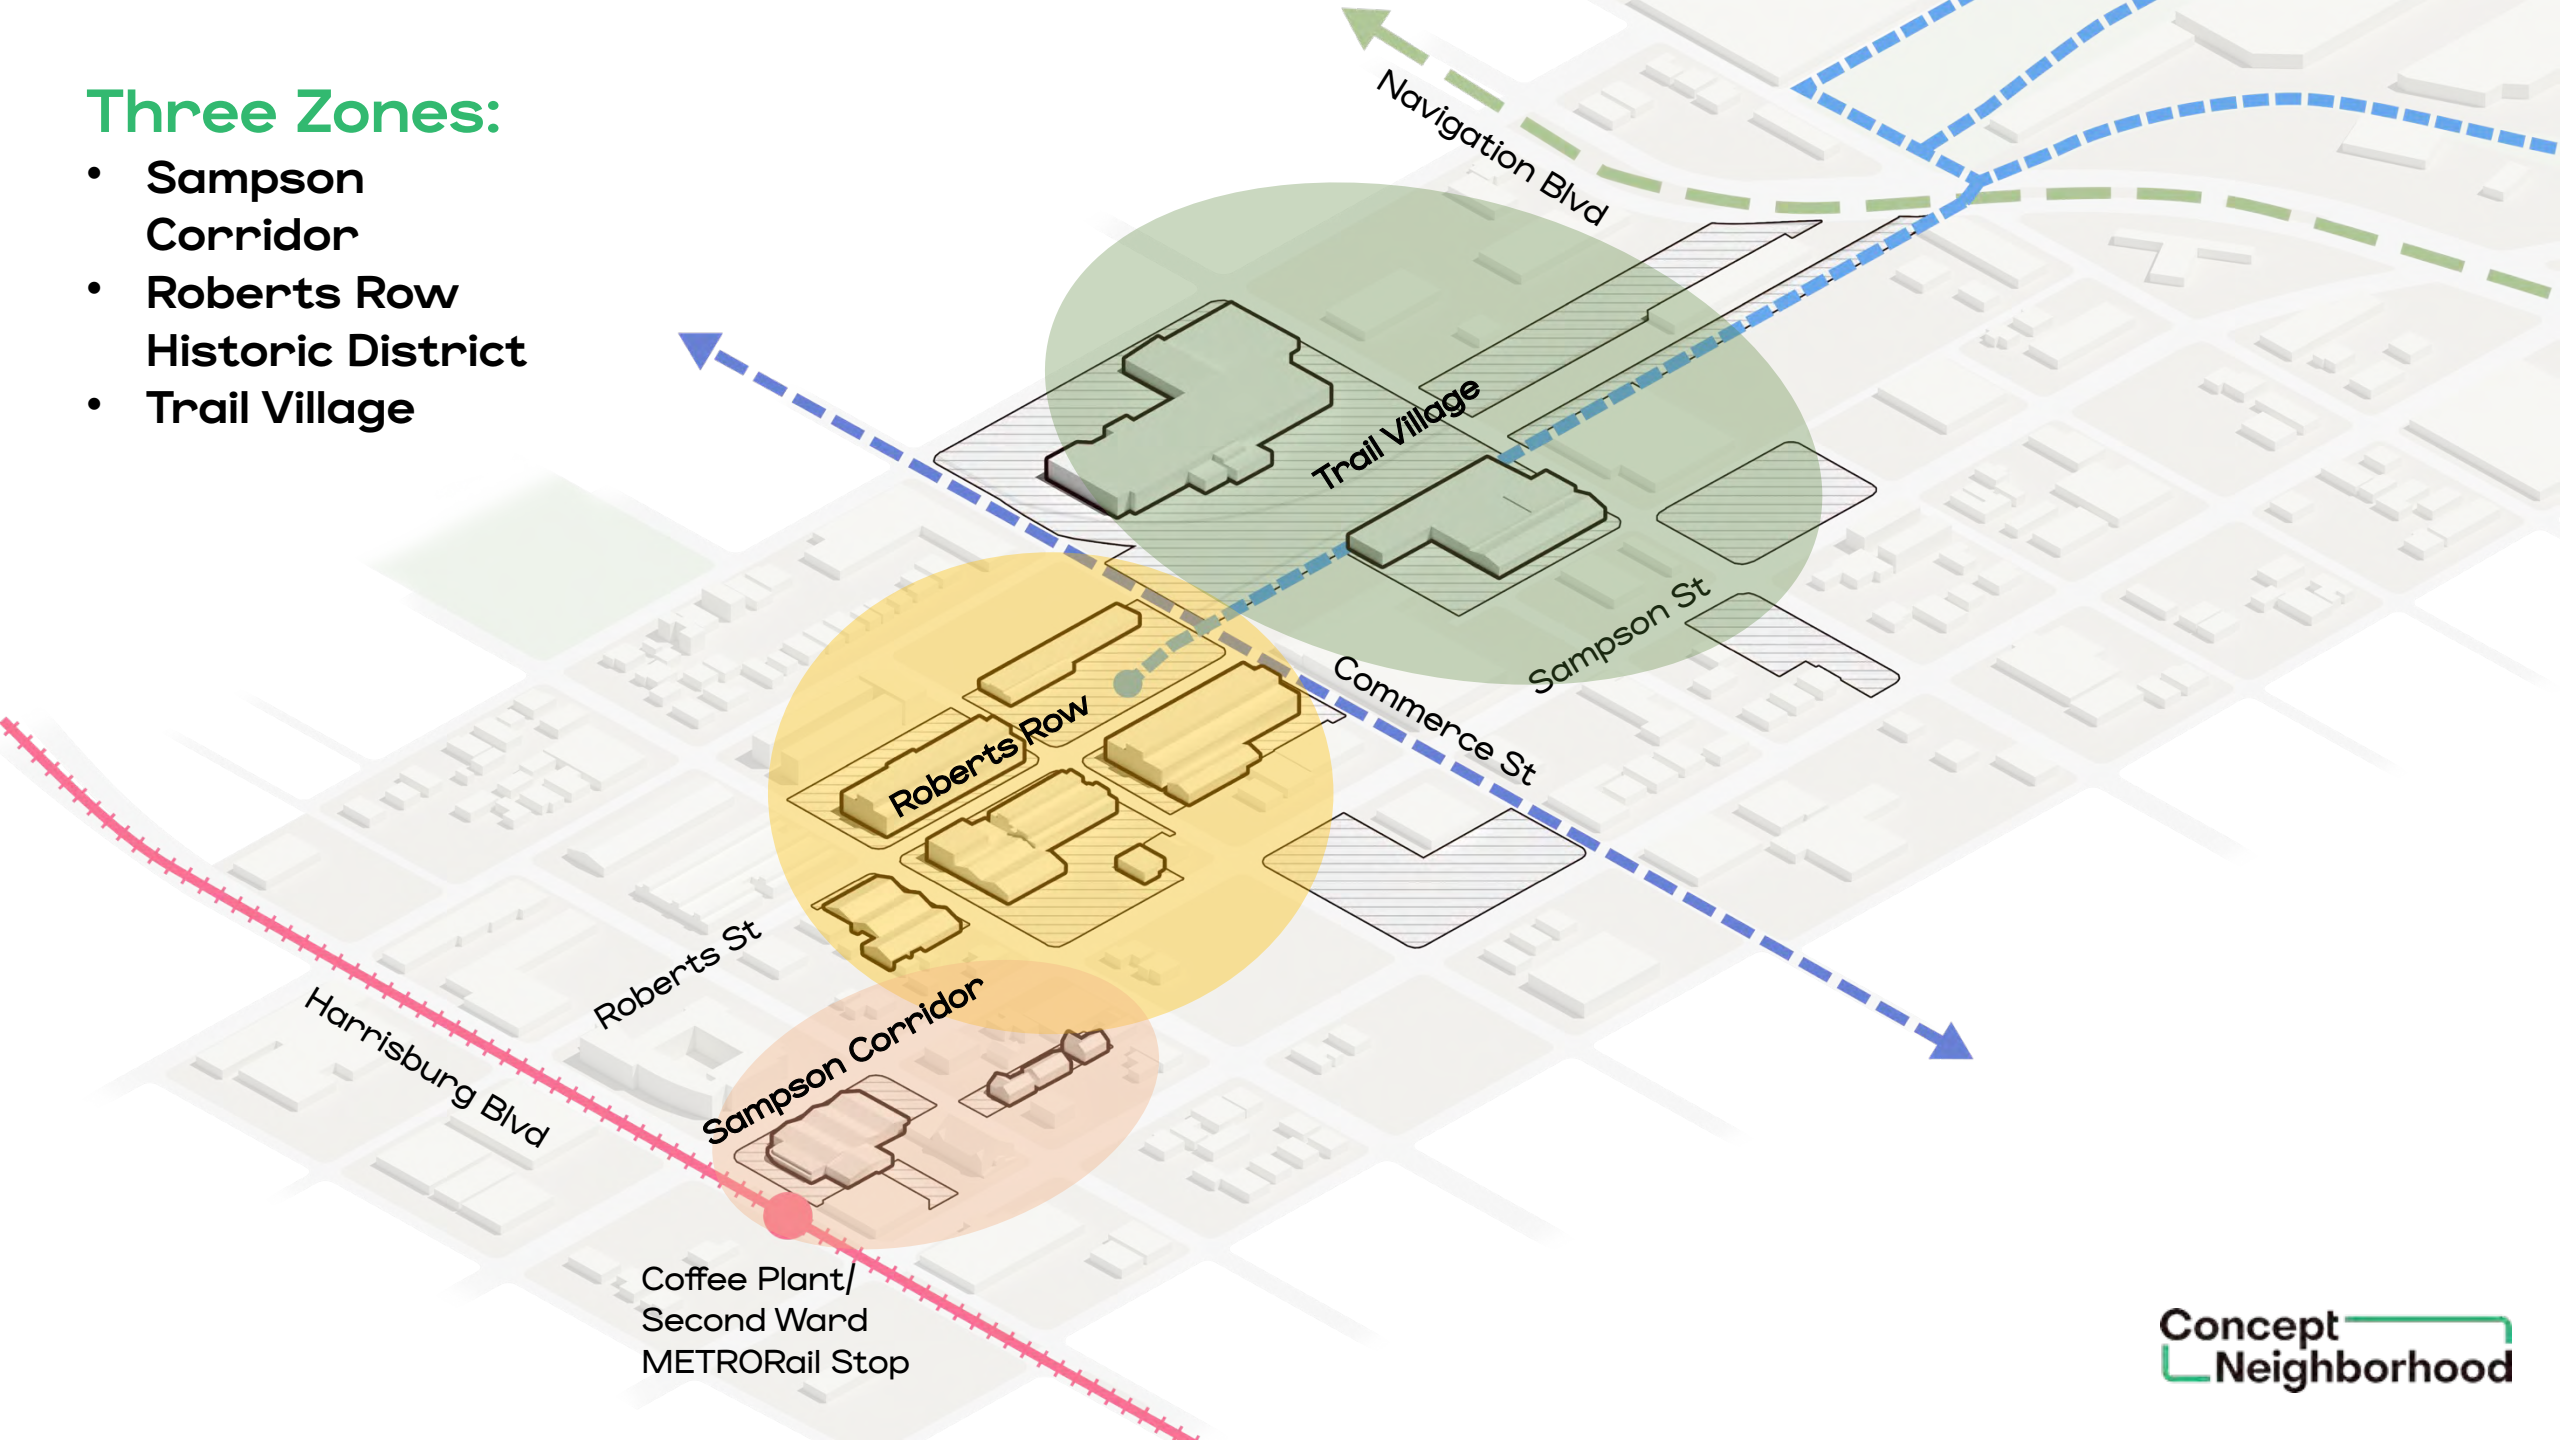 Three Zones:
• Sampson
Corridor
• Roberts Row
Historic District
• Trail Village
Navigation Blvd
Trail Village
Sampson St
Commerce St
Roberts Row
Roberts St
Sampson Corridor
Harrisburg Blvd
Coffee Plant/
Second Ward
METRORail Stop
Concept
Neighborhood